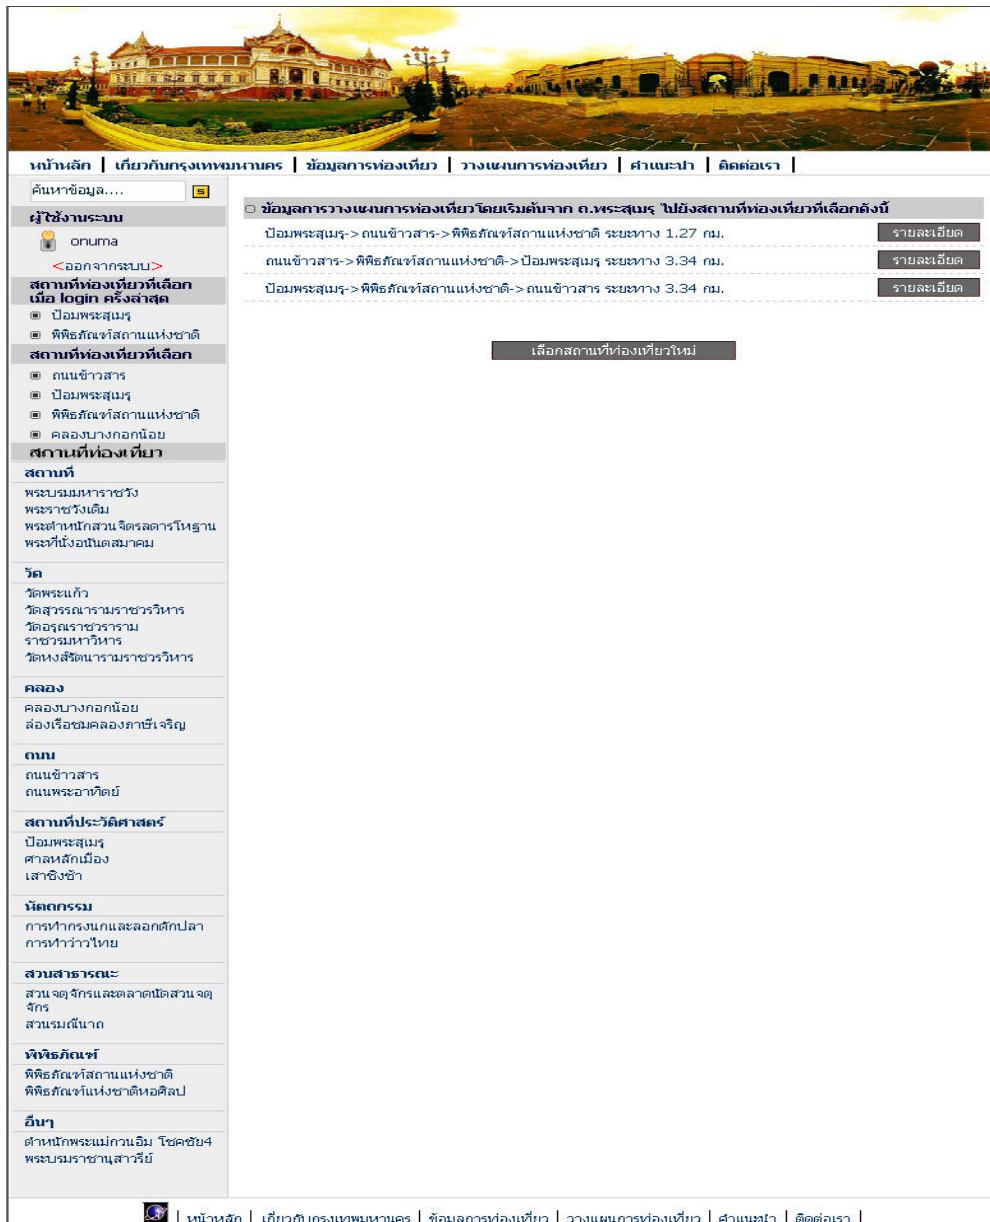 หน้าหลัก | เกี่ยวกับกรุงเทพมหานคร | ข้อมูลการท่องเที่ยว | วางแผนการท่องเที่ยว | คำแนะนำ | ติดต่อเรา |
ค้นหาข้อมูล.... s
ผู้ใช้งานระบบ
onuma
<ออกจากระบบ>
สถานที่ท่องเที่ยวที่เลือก
เมื่อ login ครั้งล่าสุด
ป้อมพระสุเมรุ
พิพิธภัณฑ์สถานแห่งชาติ
สถานที่ท่องเที่ยวที่เลือก
ถนนข้าวสาร
ป้อมพระสุเมรุ
พิพิธภัณฑ์สถานแห่งชาติ
คลองบางกอกน้อย
สถานที่ท่องเที่ยว
สถานที่
พระบรมมหาราชวัง
พระราชวังเดิม
พระตำหนักสวนจิตรลดารโหฐาน
พระที่นั่งอนันตสมาคม
วัด
วัดพระแก้ว
วัดสุวรรณารามราชวรวิหาร
วัดอรุณราชวราราม
ราชวรมหาวิหาร
วัดหงส์รัตนารามราชวรวิหาร
คลอง
คลองบางกอกน้อย
ล่องเรือชมคลองภาษีเจริญ
ถนน
ถนนข้าวสาร
ถนนพระอาทิตย์
สถานที่ประวัติศาสตร์
ป้อมพระสุเมรุ
ศาลหลักเมือง
เสาชิงช้า
หัตถกรรม
การทำกรงนกและลอกดักปลา
การทำว่าวไทย
สวนสาธารณะ
สวนจตุจักรและตลาดนัดสวนจตุ
จักร
สวนรมณีนาถ
พิพิธภัณฑ์
พิพิธภัณฑ์สถานแห่งชาติ
พิพิธภัณฑ์แห่งชาติหอศิลป
อื่นๆ
ตำหนักพระแม่กวนอิม โชคชัย4
พระบรมราชานุสาวรีย์
ข้อมูลการวางแผนการท่องเที่ยวโดยเริ่มต้นจาก ถ.พระสุเมรุ ไปยังสถานที่ท่องเที่ยวที่เลือกดังนี้
ป้อมพระสุเมรุ->ถนนข้าวสาร->พิพิธภัณฑ์สถานแห่งชาติ ระยะทาง 1.27 กม. รายละเอียด
ถนนข้าวสาร->พิพิธภัณฑ์สถานแห่งชาติ->ป้อมพระสุเมรุ ระยะทาง 3.34 กม. รายละเอียด
ป้อมพระสุเมรุ->พิพิธภัณฑ์สถานแห่งชาติ->ถนนข้าวสาร ระยะทาง 3.34 กม. รายละเอียด
เลือกสถานที่ท่องเที่ยวใหม่
| หน้าหลัก | เกี่ยวกับกรุงเทพมหานคร | ข้อมูลการท่องเที่ยว | วางแผนการท่องเที่ยว | คำแนะนำ | ติดต่อเรา |